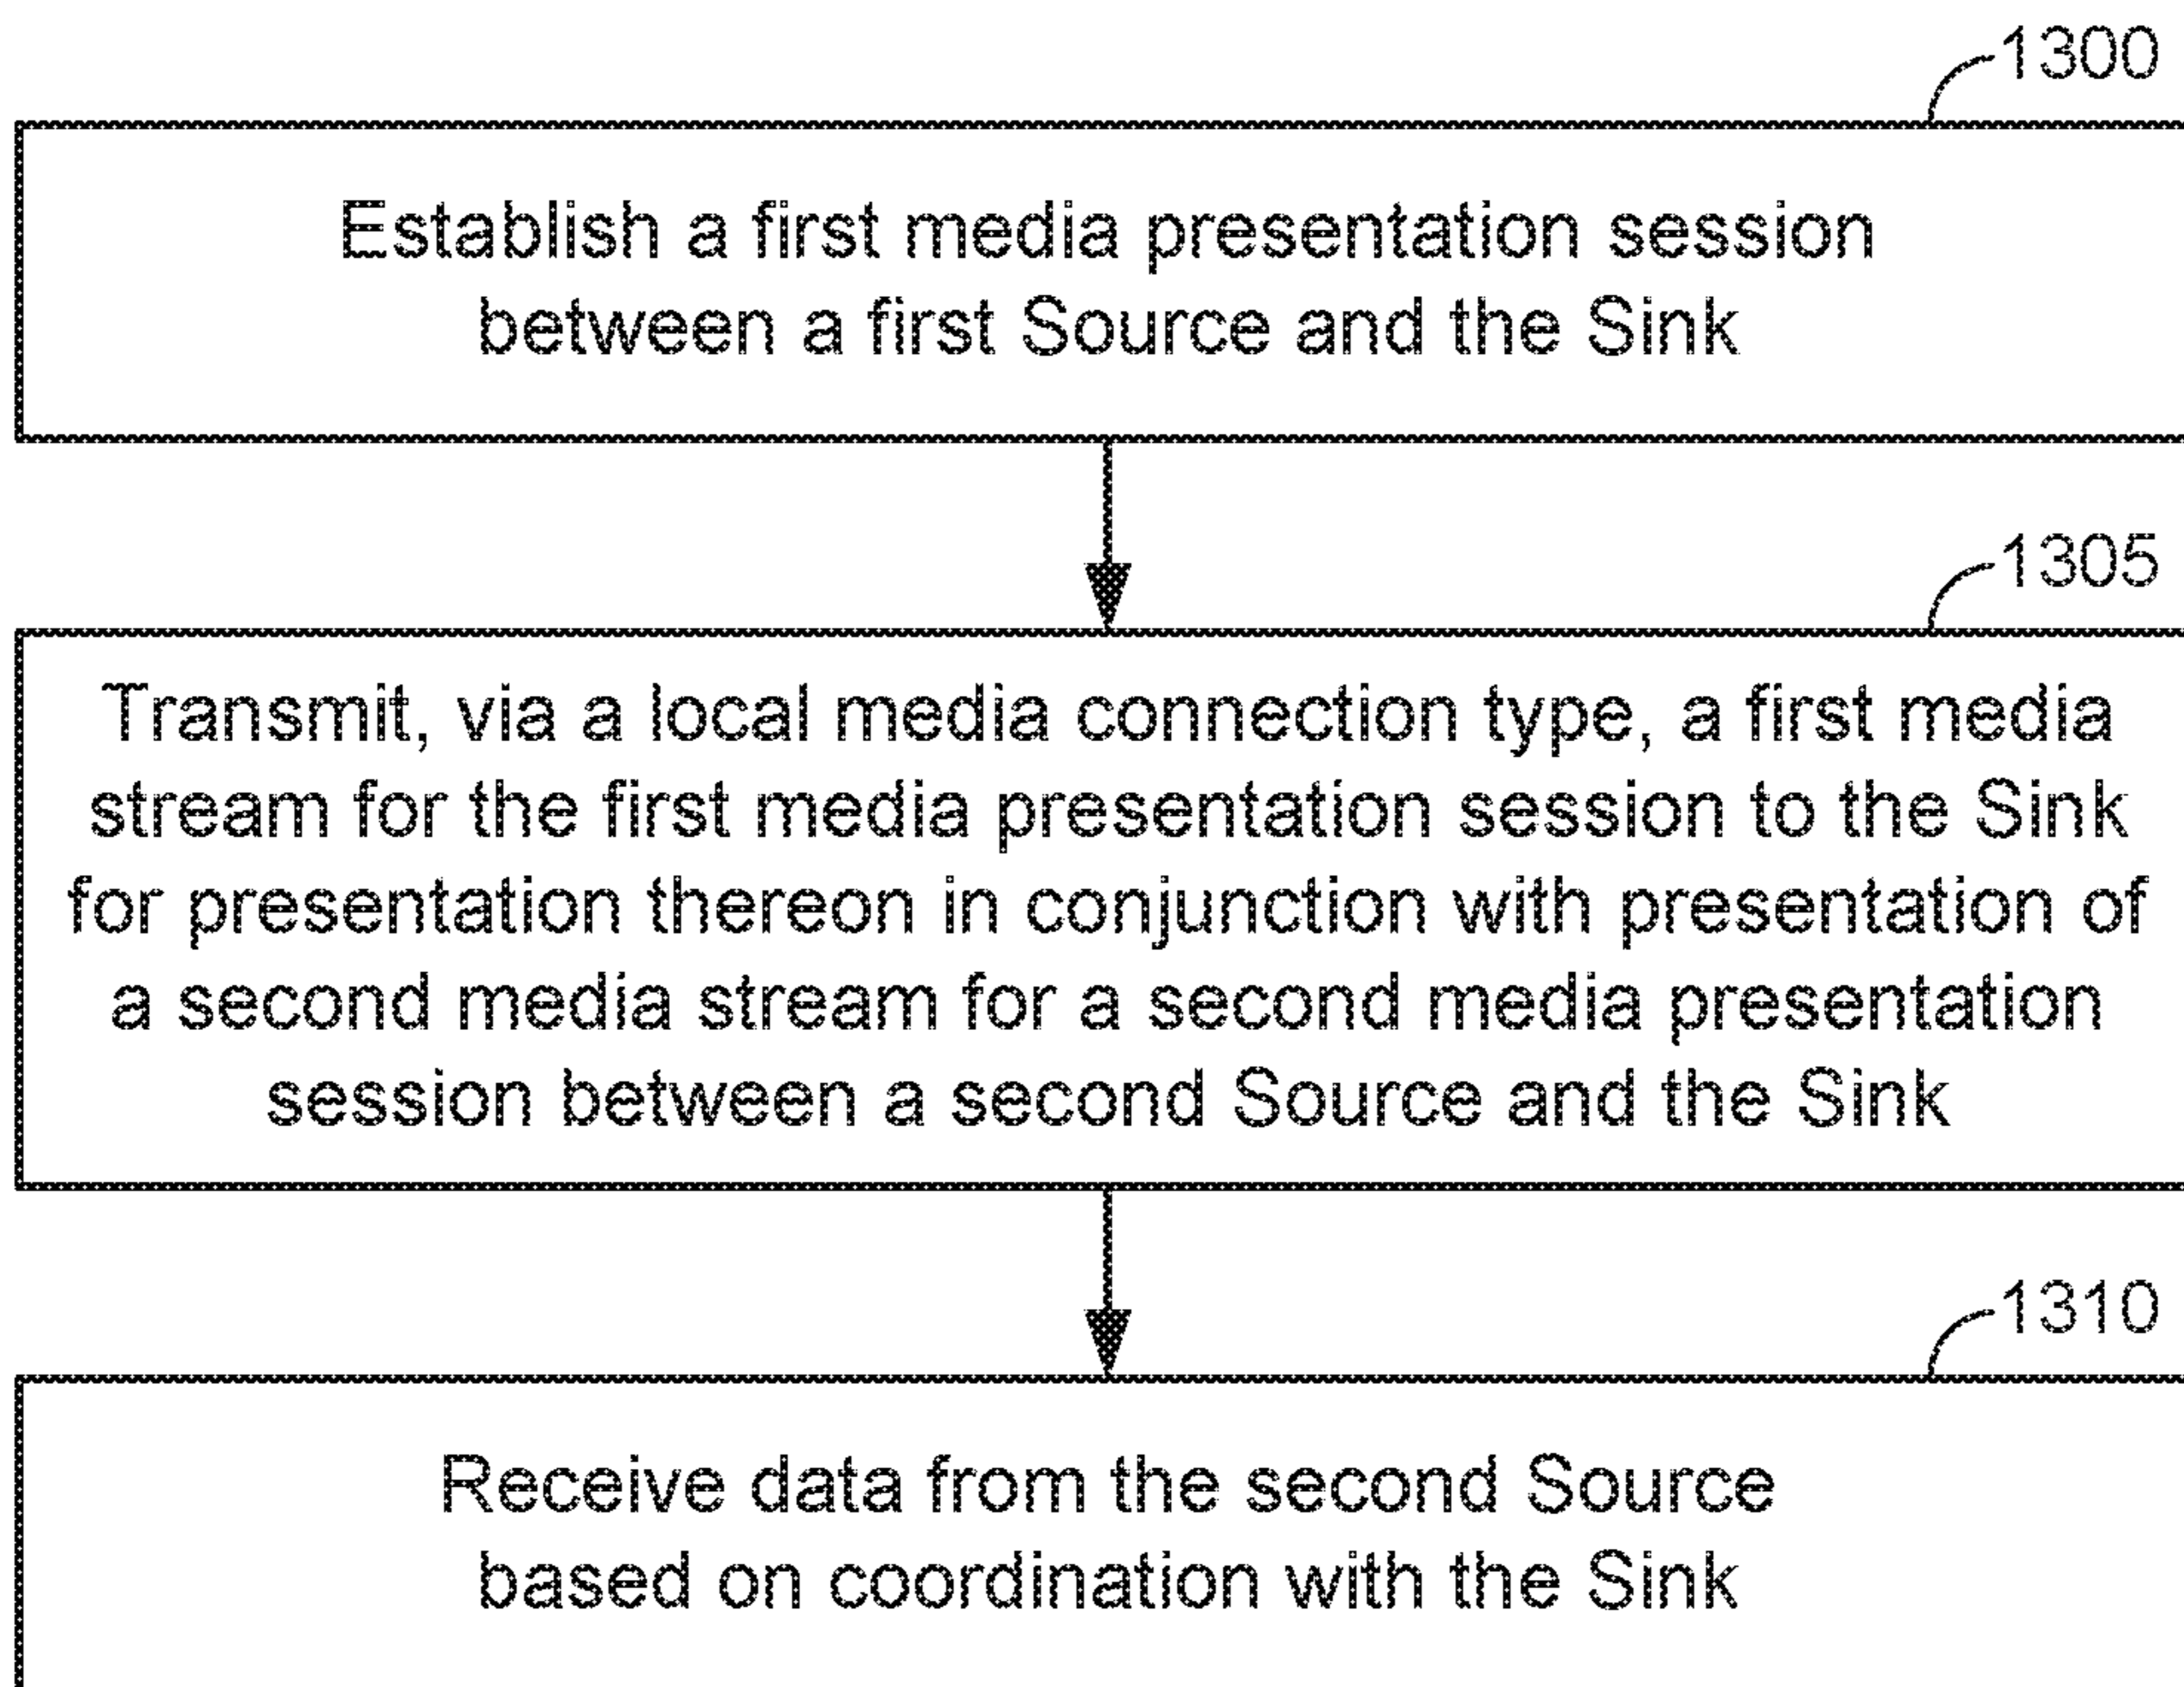 1300
Establish a first media presentation session
between a first Source and the Sink
1305
Transmit, via a local media connection type, a first media
stream for the first media presentation session to the Sink
for presentation thereon in conjunction with presentation of
a second media stream for a second media presentation
session between a second Source and the Sink
1310
Receive data from the second Source
based on coordination with the Sink